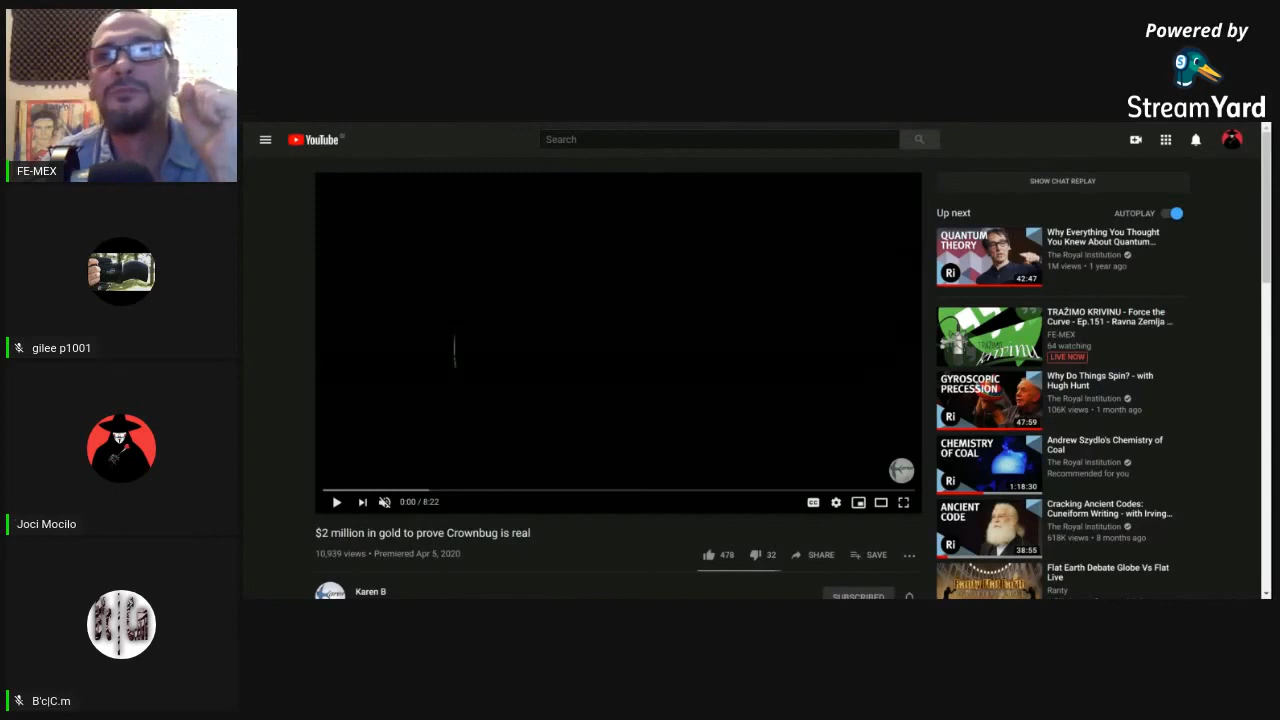 Powered by
StreamYard
FE-MEX
gilee p1001
Joci Mocilo
B'c|C.m
YouTube
Search
0:00 / 8:22
$2 million in gold to prove Crownbug is real
10,939 views • Premiered Apr 5, 2020
478
32
SHARE
SAVE
Karen B
SUBSCRIBED
SHOW CHAT REPLAY
Up next
AUTOPLAY
QUANTUM
THEORY
Ri
42:47
Why Everything You Thought
You Knew About Quantum...
The Royal Institution
1M views • 1 year ago
TRAŽIMO
krivinu
TRAŽIMO KRIVINU - Force the
Curve - Ep.151 - Ravna Zemlja ...
FE-MEX
64 watching
LIVE NOW
GYROSCOPIC
PRECESSION
Ri
47:59
Why Do Things Spin? - with
Hugh Hunt
The Royal Institution
106K views • 1 month ago
CHEMISTRY
OF COAL
Ri
1:18:30
Andrew Szydlo's Chemistry of
Coal
The Royal Institution
Recommended for you
ANCIENT
CODE
Ri
38:55
Cracking Ancient Codes:
Cuneiform Writing - with Irving...
The Royal Institution
618K views • 8 months ago
Flat Earth Debate Globe Vs Flat
Live
Ranty